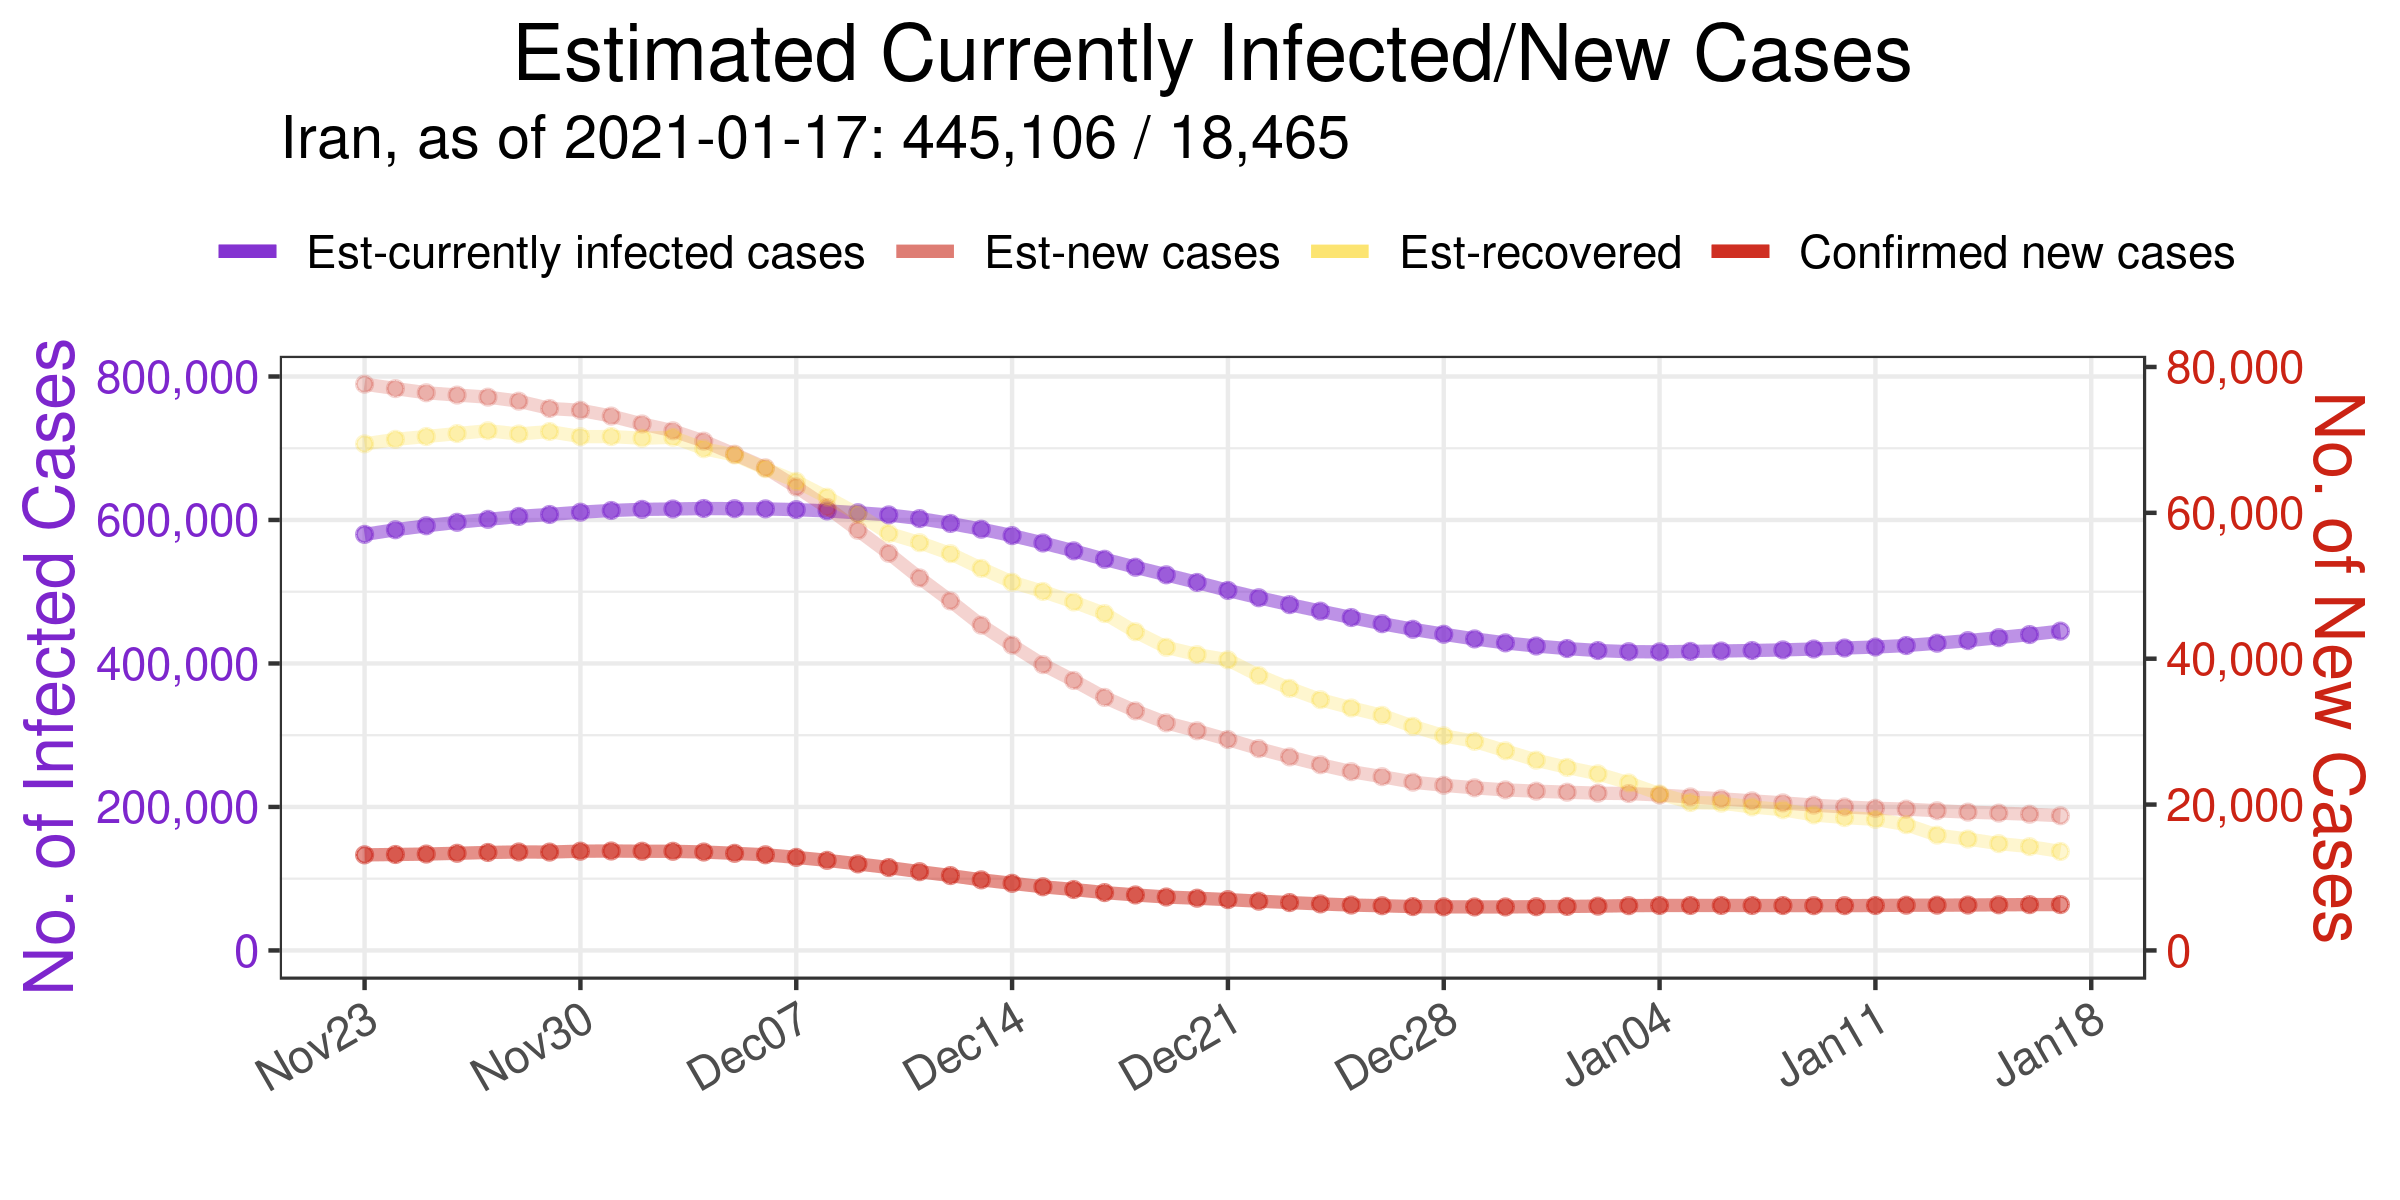 Estimated Currently Infected/New Cases
Iran, as of 2021-01-17: 445,106 / 18,465
Est-currently infected cases Est-new cases Est-recovered Confirmed new cases
No. of Infected Cases
800,000
600,000
400,000
200,000
0
80,000
60,000
40,000
20,000
0
No. of New Cases
Nov23 Nov30 Dec07 Dec14 Dec21 Dec28 Jan04 Jan11 Jan18